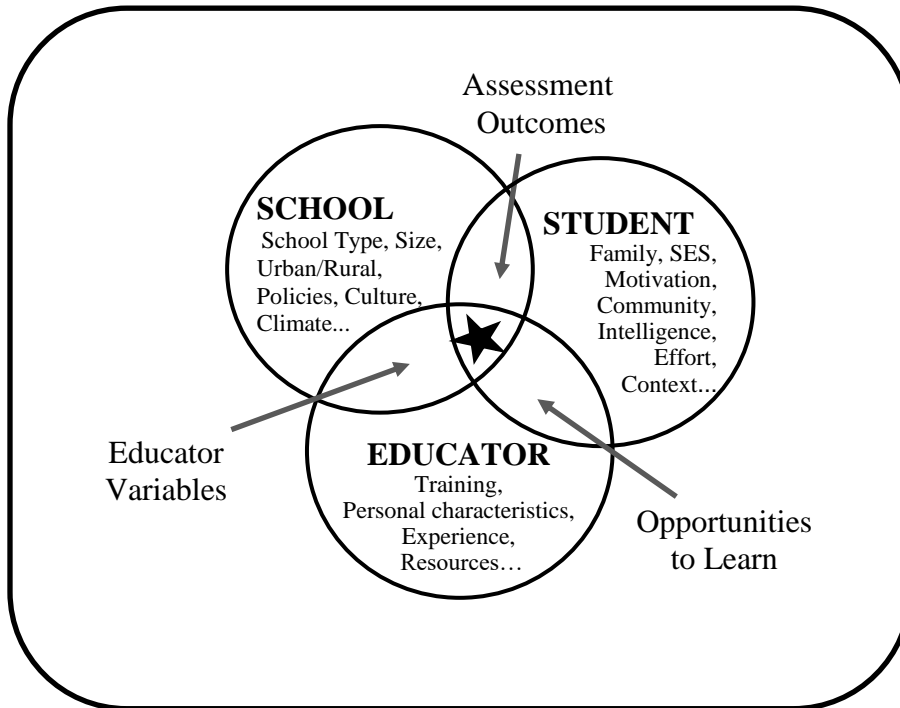 Assessment
Outcomes
SCHOOL
School Type, Size,
Urban/Rural,
Policies, Culture,
Climate...
STUDENT
Family, SES,
Motivation,
Community,
Intelligence,
Effort,
Context...
Educator
Variables
EDUCATOR
Training,
Personal characteristics,
Experience,
Resources…
Opportunities
to Learn